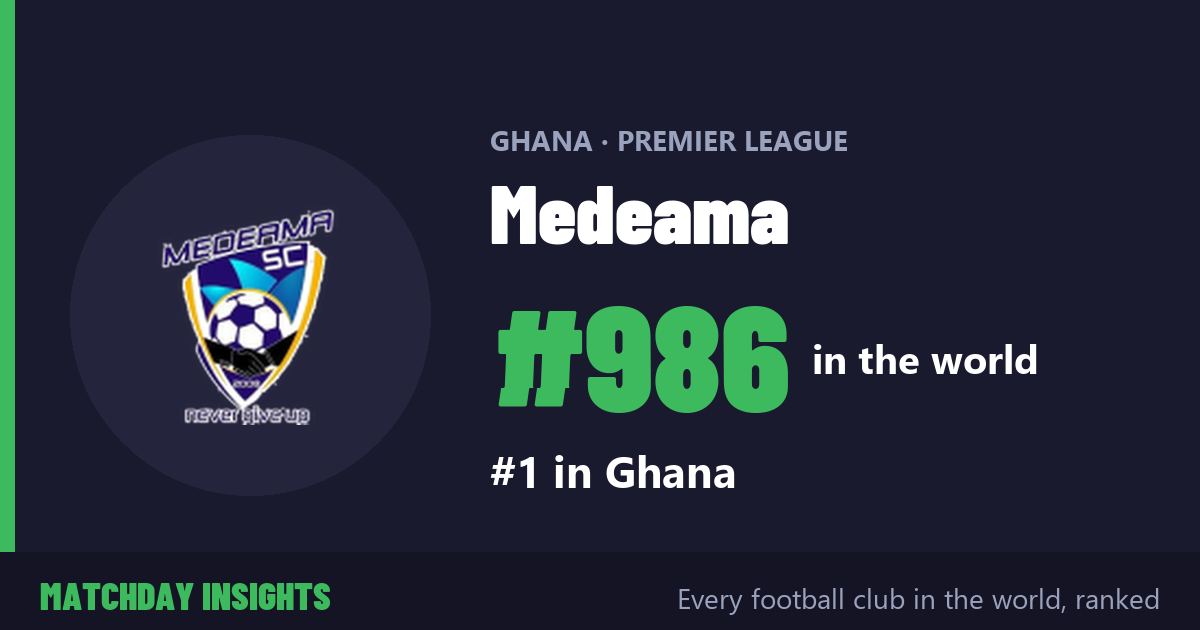 GHANA · PREMIER LEAGUE
Medeama
#986 in the world
#1 in Ghana
MEDEAMA
SC
never give up
MATCHDAY INSIGHTS
Every football club in the world, ranked